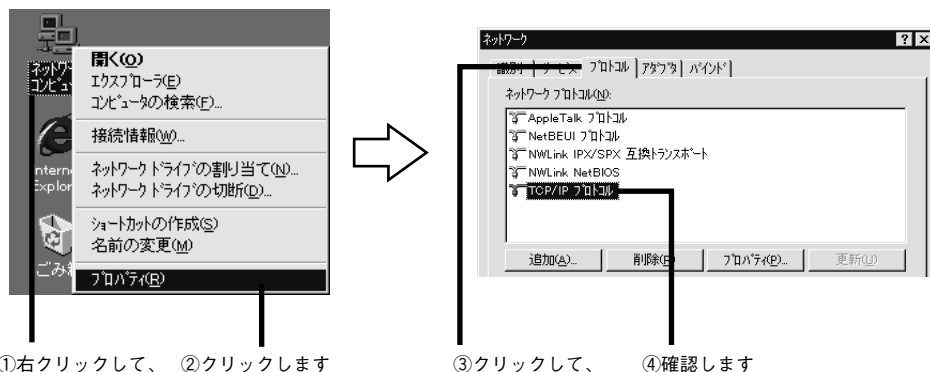 ネットワ
コンピュータ
nterne
Explor
ごみ
開く(O)
エクスプローラ(E)
コンピュータの検索(F)...
接続情報(W)...
ネットワーク ドライブの割り当て(N)...
ネットワーク ドライブの切断(D)...
ショートカットの作成(S)
名前の変更(M)
プロパティ(R)
ネットワーク
識別 サービス プロトコル アダプタ バインド
ネットワーク プロトコル(N):
AppleTalk プロトコル
NetBEUI プロトコル
NWLink IPX/SPX 互換トランスポート
NWLink NetBIOS
TCP/IP プロトコル
追加(A)... 削除(R) プロパティ(P)... 更新(U)
①右クリックして、 ②クリックします
③クリックして、 ④確認します